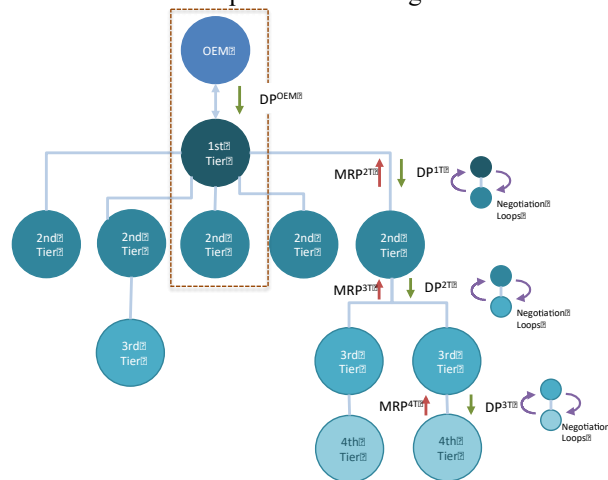 OEM
DP^OEM
1st
Tier
MRP^2T
DP^1T
Negotiation
Loops
2nd
Tier
2nd
Tier
2nd
Tier
2nd
Tier
2nd
Tier
MRP^3T
DP^2T
Negotiation
Loops
3rd
Tier
3rd
Tier
3rd
Tier
MRP^4T
DP^3T
Negotiation
Loops
4th
Tier
4th
Tier